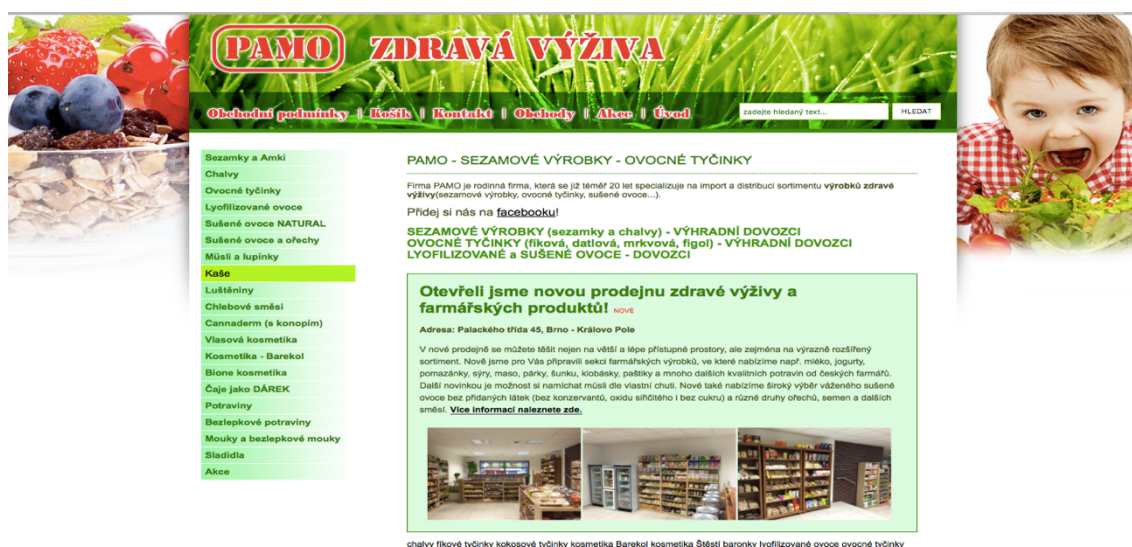 PAMO ZDRAVÁ VÝŽIVA
Obchodní podmínky | Košík | Kontakt | Obchody | Akce | Úvod
zadejte hledaný text...
HLEDAT
Sezamky a Amki
Chalvy
Ovocné tyčinky
Lyofilizované ovoce
Sušené ovoce NATURAL
Sušené ovoce a ořechy
Müsli a lupínky
Kaše
Luštěniny
Chlebové směsi
Cannaderm (s konopím)
Vlasová kosmetika
Kosmetika - Barekol
Bione kosmetika
Čaje jako DÁREK
Potraviny
Bezlepkové potraviny
Mouky a bezlepkové mouky
Sladidla
Akce
PAMO - SEZAMOVÉ VÝROBKY - OVOCNÉ TYČINKY
Firma PAMO je rodinná firma, která se již téměř 20 let specializuje na import a distribuci sortimentu výrobků zdravé
výživy(sezamové výrobky, ovocné tyčinky, sušené ovoce...).
Přidej si nás na facebooku!
SEZAMOVÉ VÝROBKY (sezamky a chalvy) - VÝHRADNÍ DOVOZCI
OVOCNÉ TYČINKY (fíková, datlová, mrkvová, figol) - VÝHRADNÍ DOVOZCI
LYOFILIZOVANÉ a SUŠENÉ OVOCE - DOVOZCI
Otevřeli jsme novou prodejnu zdravé výživy a
farmářských produktů! NOVÉ
Adresa: Palackého třída 45, Brno - Královo Pole
V nové prodejně se můžete těšit nejen na větší a lépe přístupné prostory, ale zejména na výrazně rozšířený
sortiment. Nově jsme pro Vás připravili sekci farmářských výrobků, ve které nabízíme např. mléko, jogurty,
pomazánky, sýry, maso, párky, šunku, klobásky, paštiky a mnoho dalších kvalitních potravin od českých farmářů.
Další novinkou je možnost si namíchat müsli dle vlastní chuti. Nově také nabízíme široký výběr váženého sušené
ovoce bez přidaných látek (bez konzervantů, oxidu siřičitého i bez cukru) a různé druhy ořechů, semen a dalších
směsí. Více informací naleznete zde.
chalvy fíkové tyčinky kokosové tyčinky kosmetika Barekol kosmetika Štěstí baronky lyofilizované ovoce ovocné tyčinky